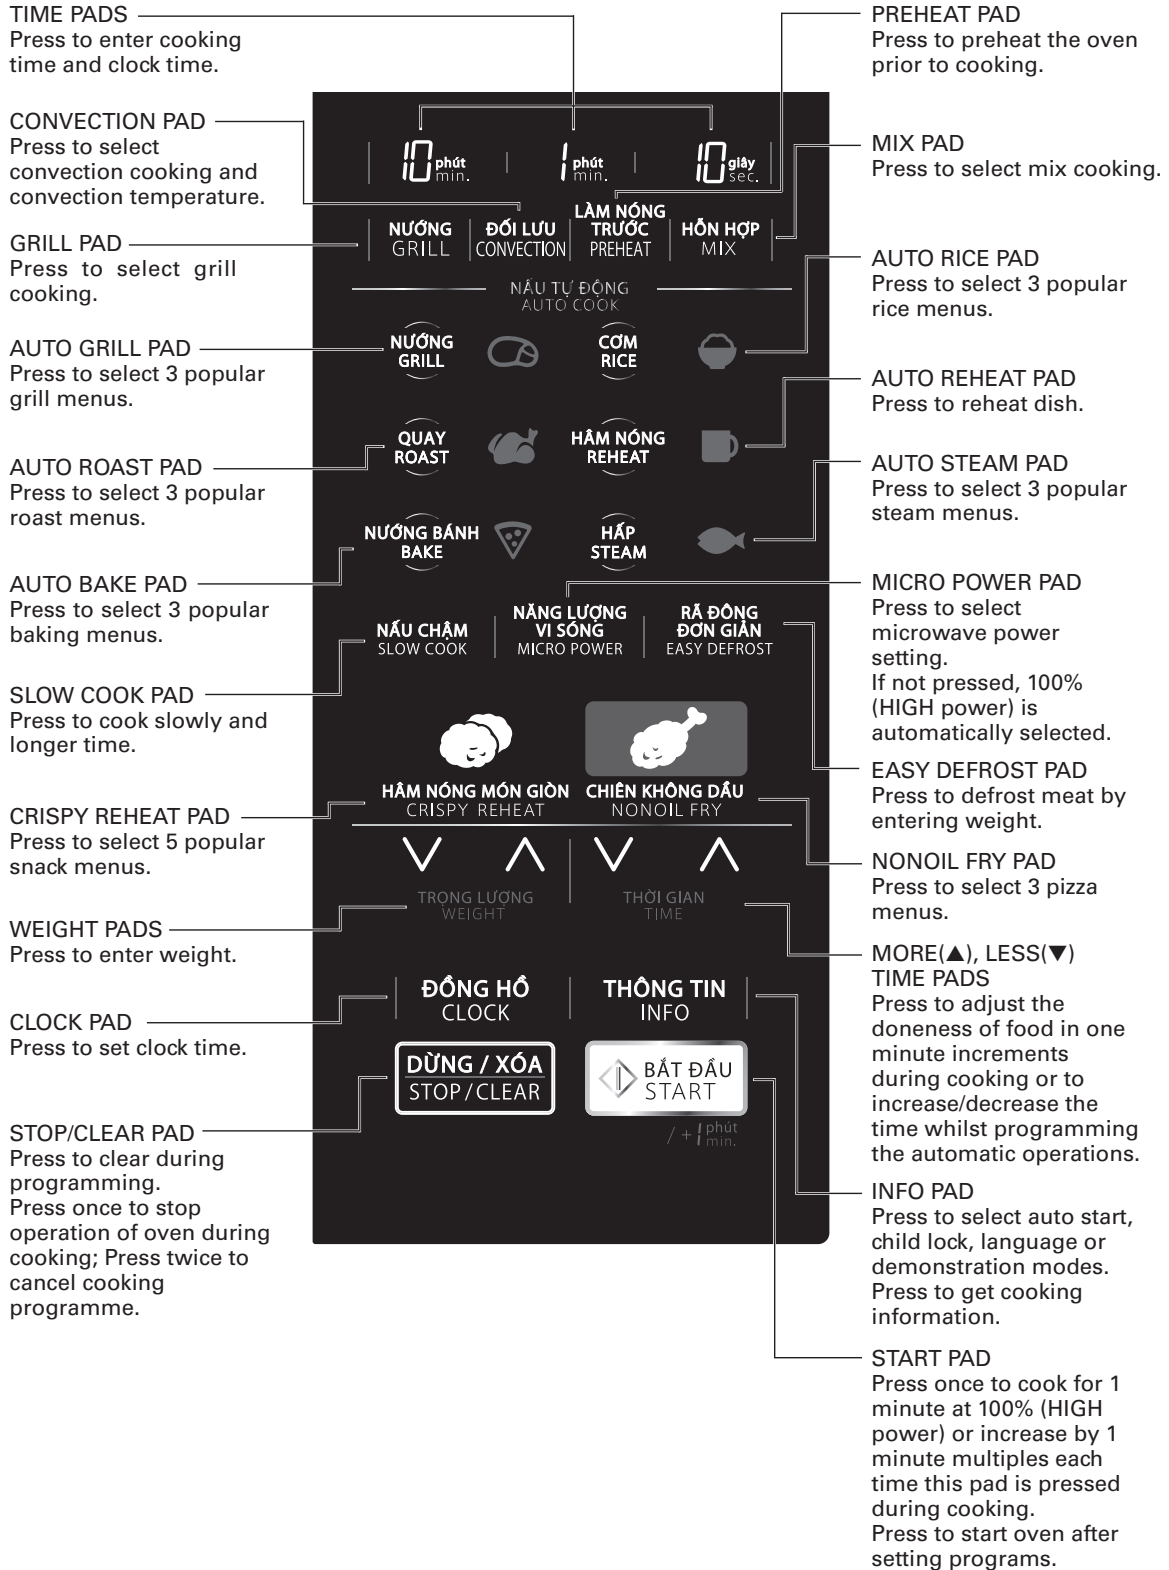 TIME PADS
Press to enter cooking
time and clock time.
CONVECTION PAD
Press to select
convection cooking and
convection temperature.
GRILL PAD
Press to select grill
cooking.
AUTO GRILL PAD
Press to select 3 popular
grill menus.
AUTO ROAST PAD
Press to select 3 popular
roast menus.
AUTO BAKE PAD
Press to select 3 popular
baking menus.
SLOW COOK PAD
Press to cook slowly and
longer time.
CRISPY REHEAT PAD
Press to select 5 popular
snack menus.
WEIGHT PADS
Press to enter weight.
CLOCK PAD
Press to set clock time.
STOP/CLEAR PAD
Press to clear during
programming.
Press once to stop
operation of oven during
cooking; Press twice to
cancel cooking
programme.
10 phút min. 1 phút min. 10 giây sec.
NƯỚNG
GRILL
ĐỐI LƯU
CONVECTION
LÀM NÓNG
TRƯỚC
PREHEAT
HỖN HỢP
MIX
NẤU TỰ ĐỘNG
AUTO COOK
NƯỚNG
GRILL
CƠM
RICE
QUAY
ROAST
HÂM NÓNG
REHEAT
NƯỚNG BÁNH
BAKE
HẤP
STEAM
NẤU CHẬM
SLOW COOK
NĂNG LƯỢNG
VI SÓNG
MICRO POWER
RÃ ĐÔNG
ĐƠN GIẢN
EASY DEFROST
HÂM NÓNG MÓN GIÒN
CRISPY REHEAT
CHIÊN KHÔNG DẦU
NONOIL FRY
TRỌNG LƯỢNG
WEIGHT
THỜI GIAN
TIME
ĐỒNG HỒ
CLOCK
THÔNG TIN
INFO
DỪNG / XÓA
STOP/CLEAR
BẮT ĐẦU
START
/ +1 phút min.
PREHEAT PAD
Press to preheat the oven
prior to cooking.
MIX PAD
Press to select mix cooking.
AUTO RICE PAD
Press to select 3 popular
rice menus.
AUTO REHEAT PAD
Press to reheat dish.
AUTO STEAM PAD
Press to select 3 popular
steam menus.
MICRO POWER PAD
Press to select
microwave power
setting.
If not pressed, 100%
(HIGH power) is
automatically selected.
EASY DEFROST PAD
Press to defrost meat by
entering weight.
NONOIL FRY PAD
Press to select 3 pizza
menus.
MORE(▲), LESS(▼)
TIME PADS
Press to adjust the
doneness of food in one
minute increments
during cooking or to
increase/decrease the
time whilst programming
the automatic operations.
INFO PAD
Press to select auto start,
child lock, language or
demonstration modes.
Press to get cooking
information.
START PAD
Press once to cook for 1
minute at 100% (HIGH
power) or increase by 1
minute multiples each
time this pad is pressed
during cooking.
Press to start oven after
setting programs.